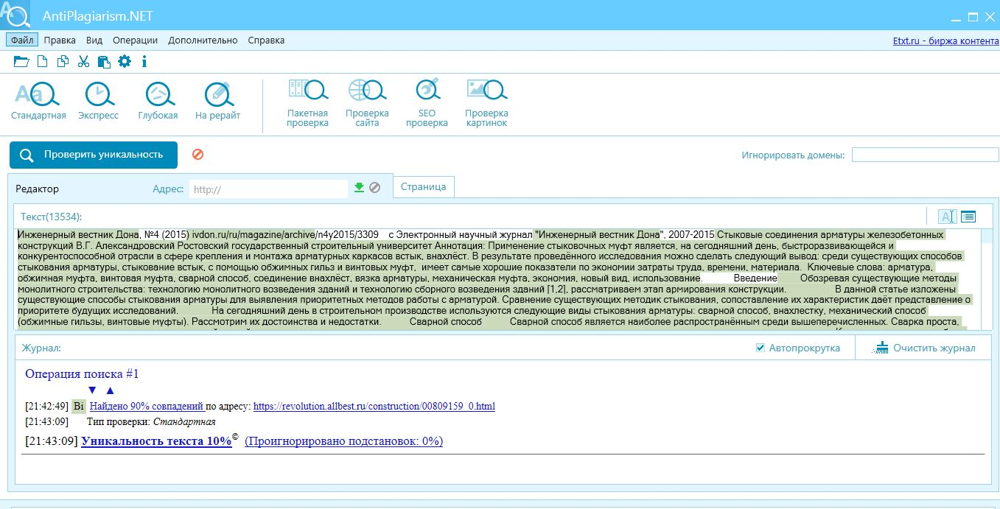 AntiPlagiarism.NET
Файл Правка Вид Операции Дополнительно Справка
Etxt.ru - биржа контента
Стандартная Экспресс Глубокая На рерайт Пакетная проверка Проверка сайта SEO проверка Проверка картинок
Проверить уникальность
Игнорировать домены:
Редактор Адрес: http:// Страница
Текст(13534):
Инженерный вестник Дона, №4 (2015) ivdon.ru/ru/magazine/archive/n4y2015/3309 с Электронный научный журнал "Инженерный вестник Дона", 2007-2015 Стыковые соединения арматуры железобетонных
конструкций В.Г. Александровский Ростовский государственный строительный университет Аннотация: Применение стыковочных муфт является, на сегодняшний день, быстроразвивающейся и
конкурентоспособной отрасли в сфере крепления и монтажа арматурных каркасов встык, внахлёст. В результате проведённого исследования можно сделать следующий вывод: среди существующих способов
стыкования арматуры, стыкование встык, с помощью обжимных гильз и винтовых муфт, имеет самые хорошие показатели по экономии затраты труда, времени, материала. Ключевые слова: арматура,
обжимная муфта, винтовая муфта, сварной способ, соединение внахлёст, вязка арматуры, механическая муфта, экономия, новый вид, использование. Введение Обозревая существующие методы
монолитного строительства: технологию монолитного возведения зданий и технологию сборного возведения зданий [1,2], рассматриваем этап армирования конструкции. В данной статье изложены
существующие способы стыкования арматуры для выявления приоритетных методов работы с арматурой. Сравнение существующих методик стыкования, сопоставление их характеристик даёт представление о
приоритете будущих исследований. На сегодняшний день в строительном производстве используются следующие виды стыкования арматуры: сварной способ, внахлестку, механический способ
(обжимные гильзы, винтовые муфты). Рассмотрим их достоинства и недостатки. Сварной способ Сварной способ является наиболее распространённым среди вышеперечисленных. Сварка проста,
Журнал:
Автопрокрутка
Очистить журнал
Операция поиска #1
[21:42:49] Bi Найдено 90% совпадений по адресу: https://revolution.allbest.ru/construction/00809159_0.html
[21:43:09] Тип проверки: Стандартная
[21:43:09] Уникальность текста 10%© (Проигнорировано подстановок: 0%)